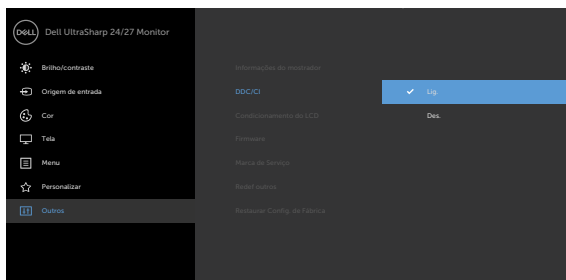 DELL
Dell UltraSharp 24/27 Monitor
Brilho/contraste
Origem de entrada
Cor
Tela
Menu
Personalizar
Outros
Informações do mostrador
DDC/CI
Condicionamento do LCD
Firmware
Marca de Serviço
Redef outros
Restaurar Config. de Fábrica
Lig.
Des.